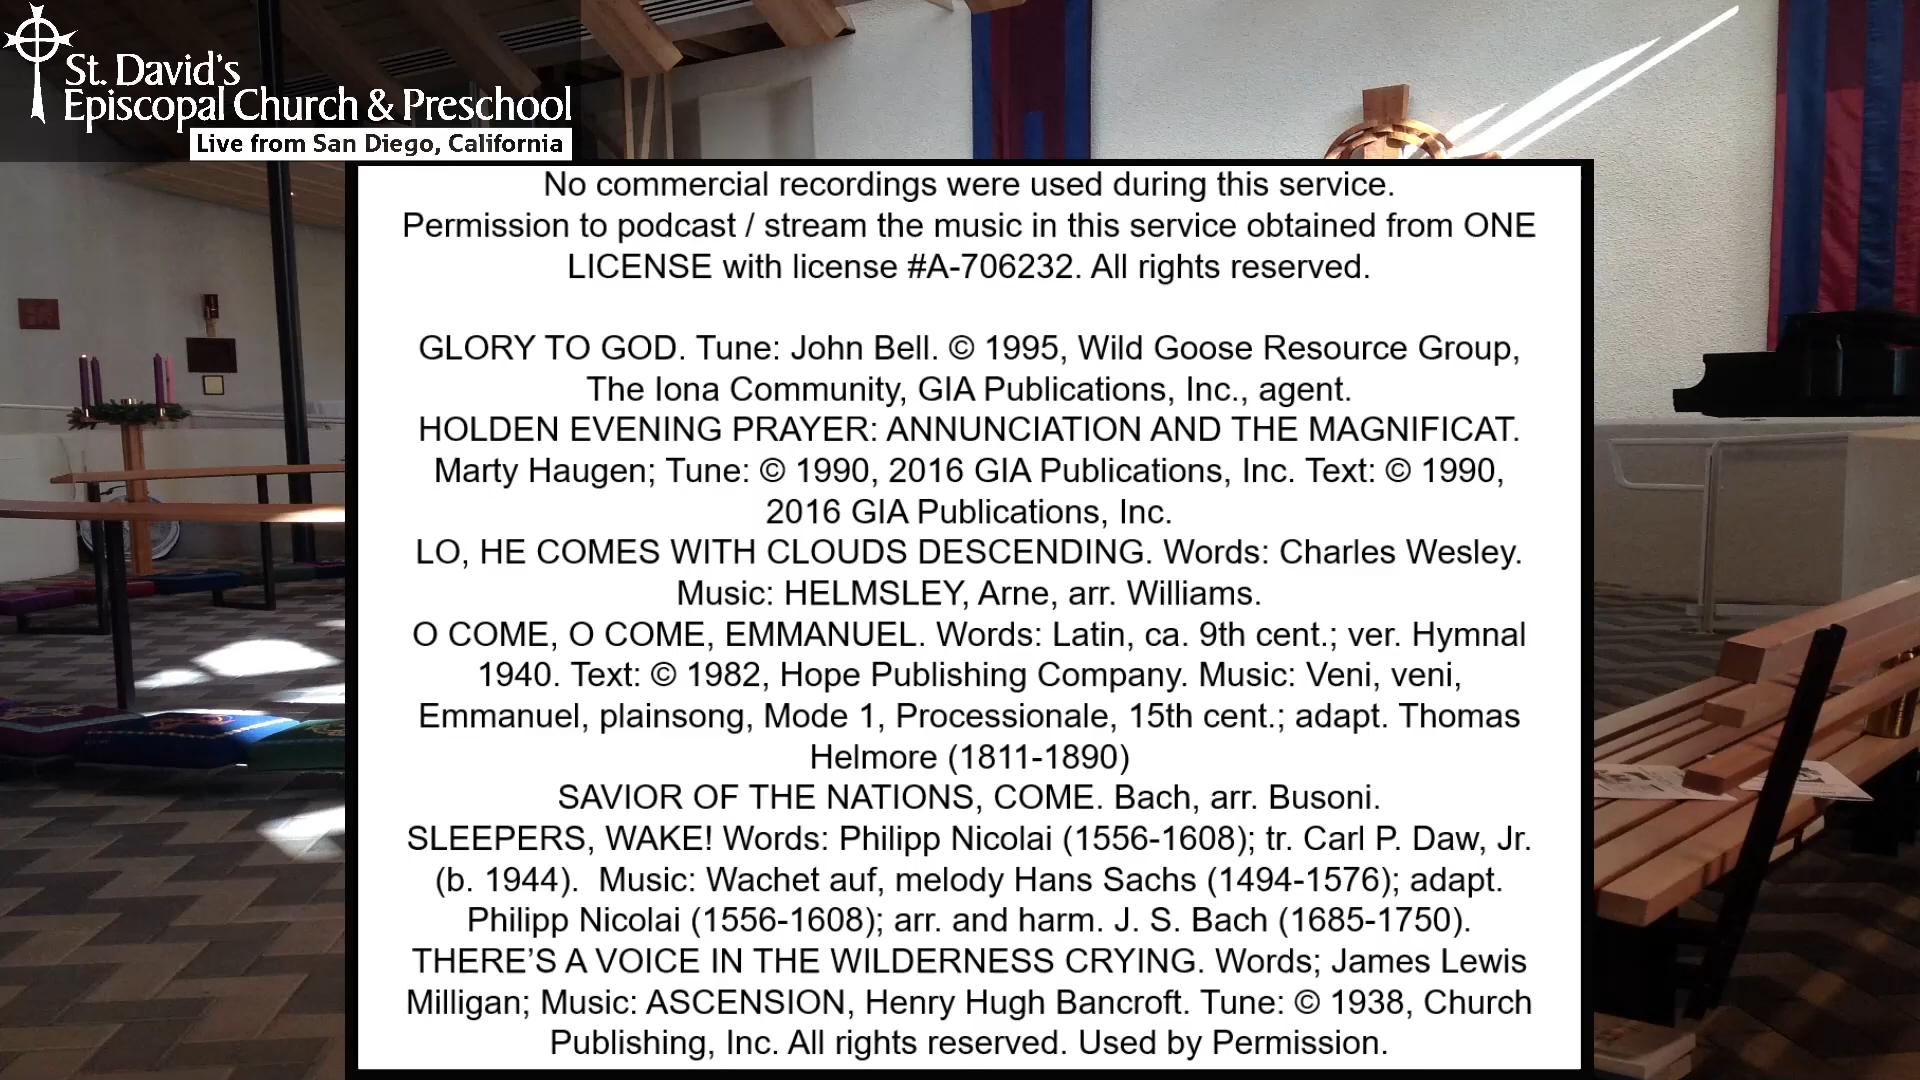 St. David's
Episcopal Church & Preschool
Live from San Diego, California
No commercial recordings were used during this service.
Permission to podcast / stream the music in this service obtained from ONE
LICENSE with license #A-706232. All rights reserved.
GLORY TO GOD. Tune: John Bell. © 1995, Wild Goose Resource Group,
The Iona Community, GIA Publications, Inc., agent.
HOLDEN EVENING PRAYER: ANNUNCIATION AND THE MAGNIFICAT.
Marty Haugen; Tune: © 1990, 2016 GIA Publications, Inc. Text: © 1990,
2016 GIA Publications, Inc.
LO, HE COMES WITH CLOUDS DESCENDING. Words: Charles Wesley.
Music: HELMSLEY, Arne, arr. Williams.
O COME, O COME, EMMANUEL. Words: Latin, ca. 9th cent.; ver. Hymnal
1940. Text: © 1982, Hope Publishing Company. Music: Veni, veni,
Emmanuel, plainsong, Mode 1, Processionale, 15th cent.; adapt. Thomas
Helmore (1811-1890)
SAVIOR OF THE NATIONS, COME. Bach, arr. Busoni.
SLEEPERS, WAKE! Words: Philipp Nicolai (1556-1608); tr. Carl P. Daw, Jr.
(b. 1944).  Music: Wachet auf, melody Hans Sachs (1494-1576); adapt.
Philipp Nicolai (1556-1608); arr. and harm. J. S. Bach (1685-1750).
THERE'S A VOICE IN THE WILDERNESS CRYING. Words; James Lewis
Milligan; Music: ASCENSION, Henry Hugh Bancroft. Tune: © 1938, Church
Publishing, Inc. All rights reserved. Used by Permission.